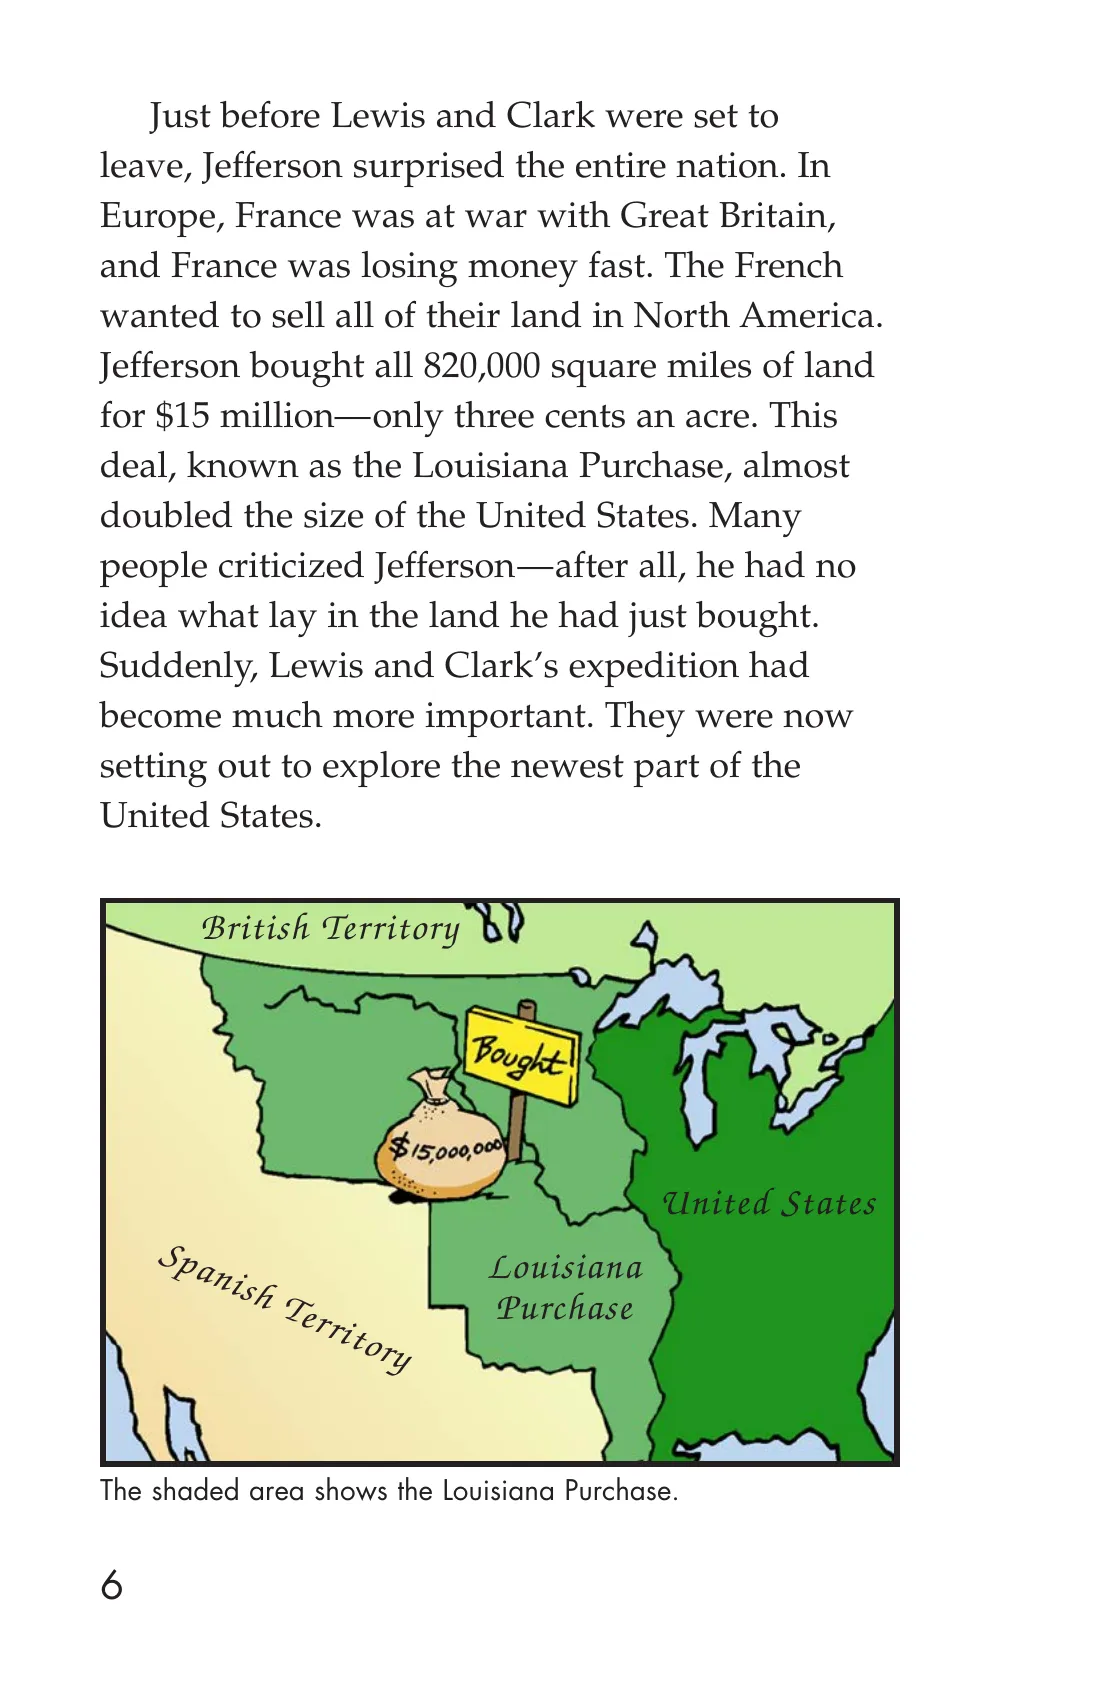 Just before Lewis and Clark were set to
leave, Jefferson surprised the entire nation. In
Europe, France was at war with Great Britain,
and France was losing money fast. The French
wanted to sell all of their land in North America.
Jefferson bought all 820,000 square miles of land
for $15 million—only three cents an acre. This
deal, known as the Louisiana Purchase, almost
doubled the size of the United States. Many
people criticized Jefferson—after all, he had no
idea what lay in the land he had just bought.
Suddenly, Lewis and Clark’s expedition had
become much more important. They were now
setting out to explore the newest part of the
United States.
British Territory
Bought
$15,000,000
United States
Louisiana
Purchase
Spanish Territory
The shaded area shows the Louisiana Purchase.
6